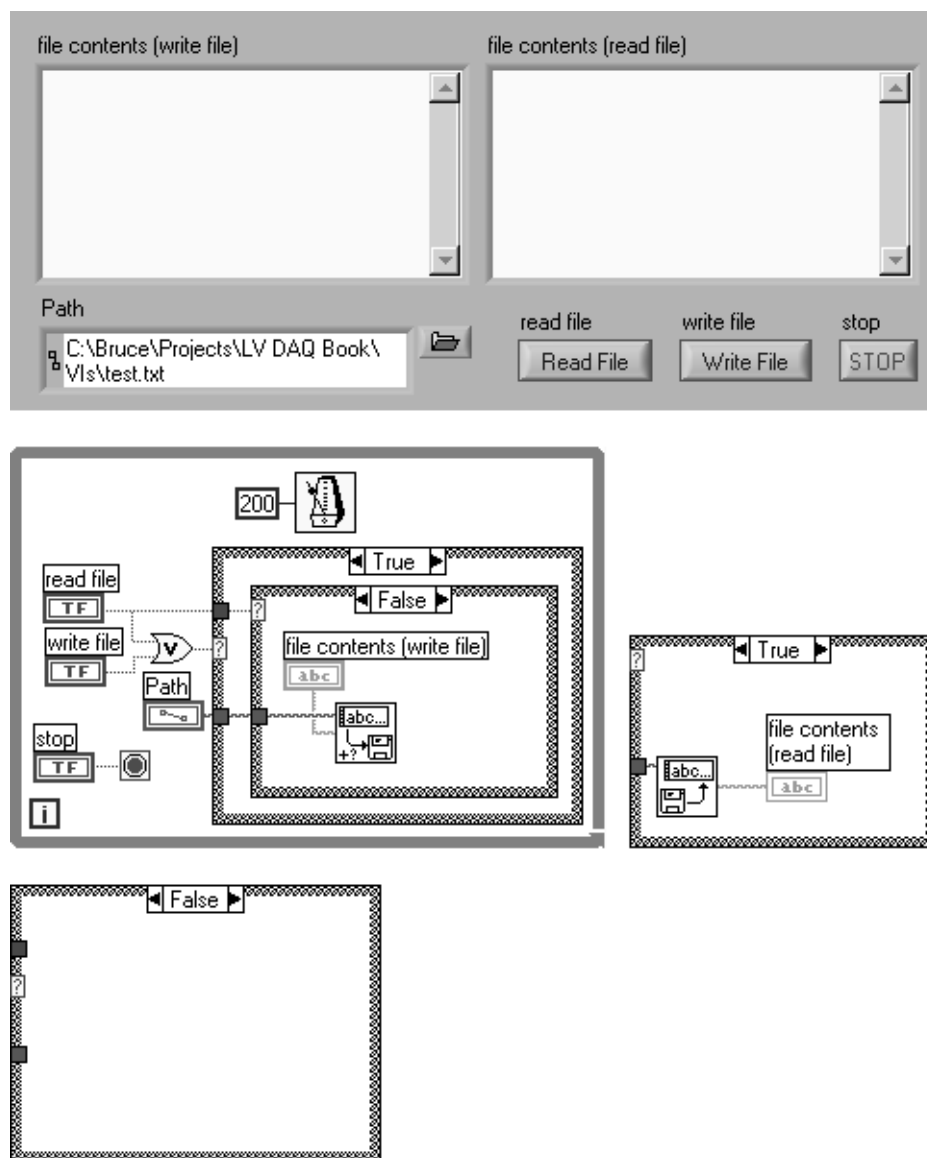 file contents (write file)
file contents (read file)
Path
C:\Bruce\Projects\LV DAQ Book\
VIs\test.txt
read file
write file
stop
Read File
Write File
STOP
200
True
read file
TF
False
write file
TF
V
?
?
file contents (write file)
abc
Path
abc...
+?
stop
TF
i
True
?
file contents
(read file)
abc...
abc
False
?